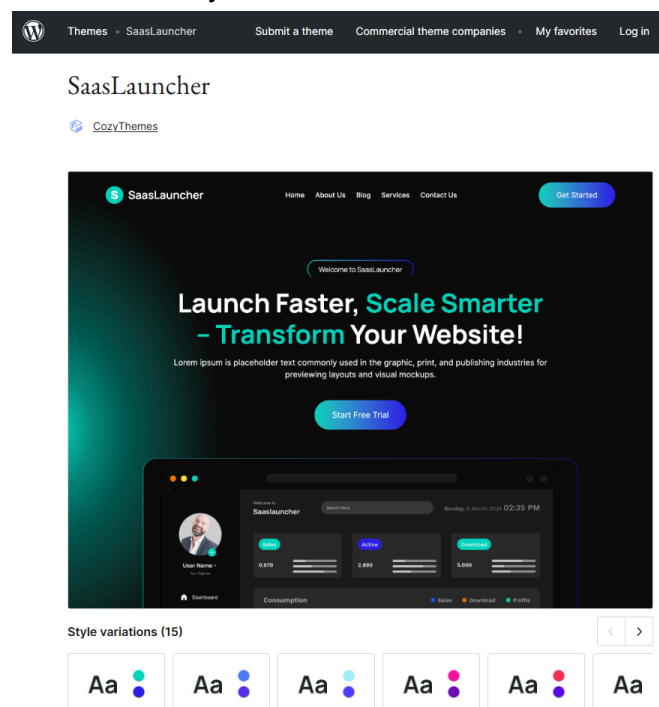 Themes • SaasLauncher Submit a theme Commercial theme companies • My favorites Log in
SaasLauncher
CozyThemes
S SaasLauncher Home About Us Blog Services Contact Us Get Started
Welcome to SaasLauncher
Launch Faster, Scale Smarter
– Transform Your Website!
Lorem ipsum is placeholder text commonly used in the graphic, print, and publishing industries for
previewing layouts and visual mockups.
Start Free Trial
Welcome to
Saaslauncher Search Here Sunday, 8 March 2024 02:35 PM
Sales Active Download
0.970 2.890 5.000
User Name
Dashboard Consumption Sales Download Profits
Style variations (15)
Aa Aa Aa Aa Aa Aa